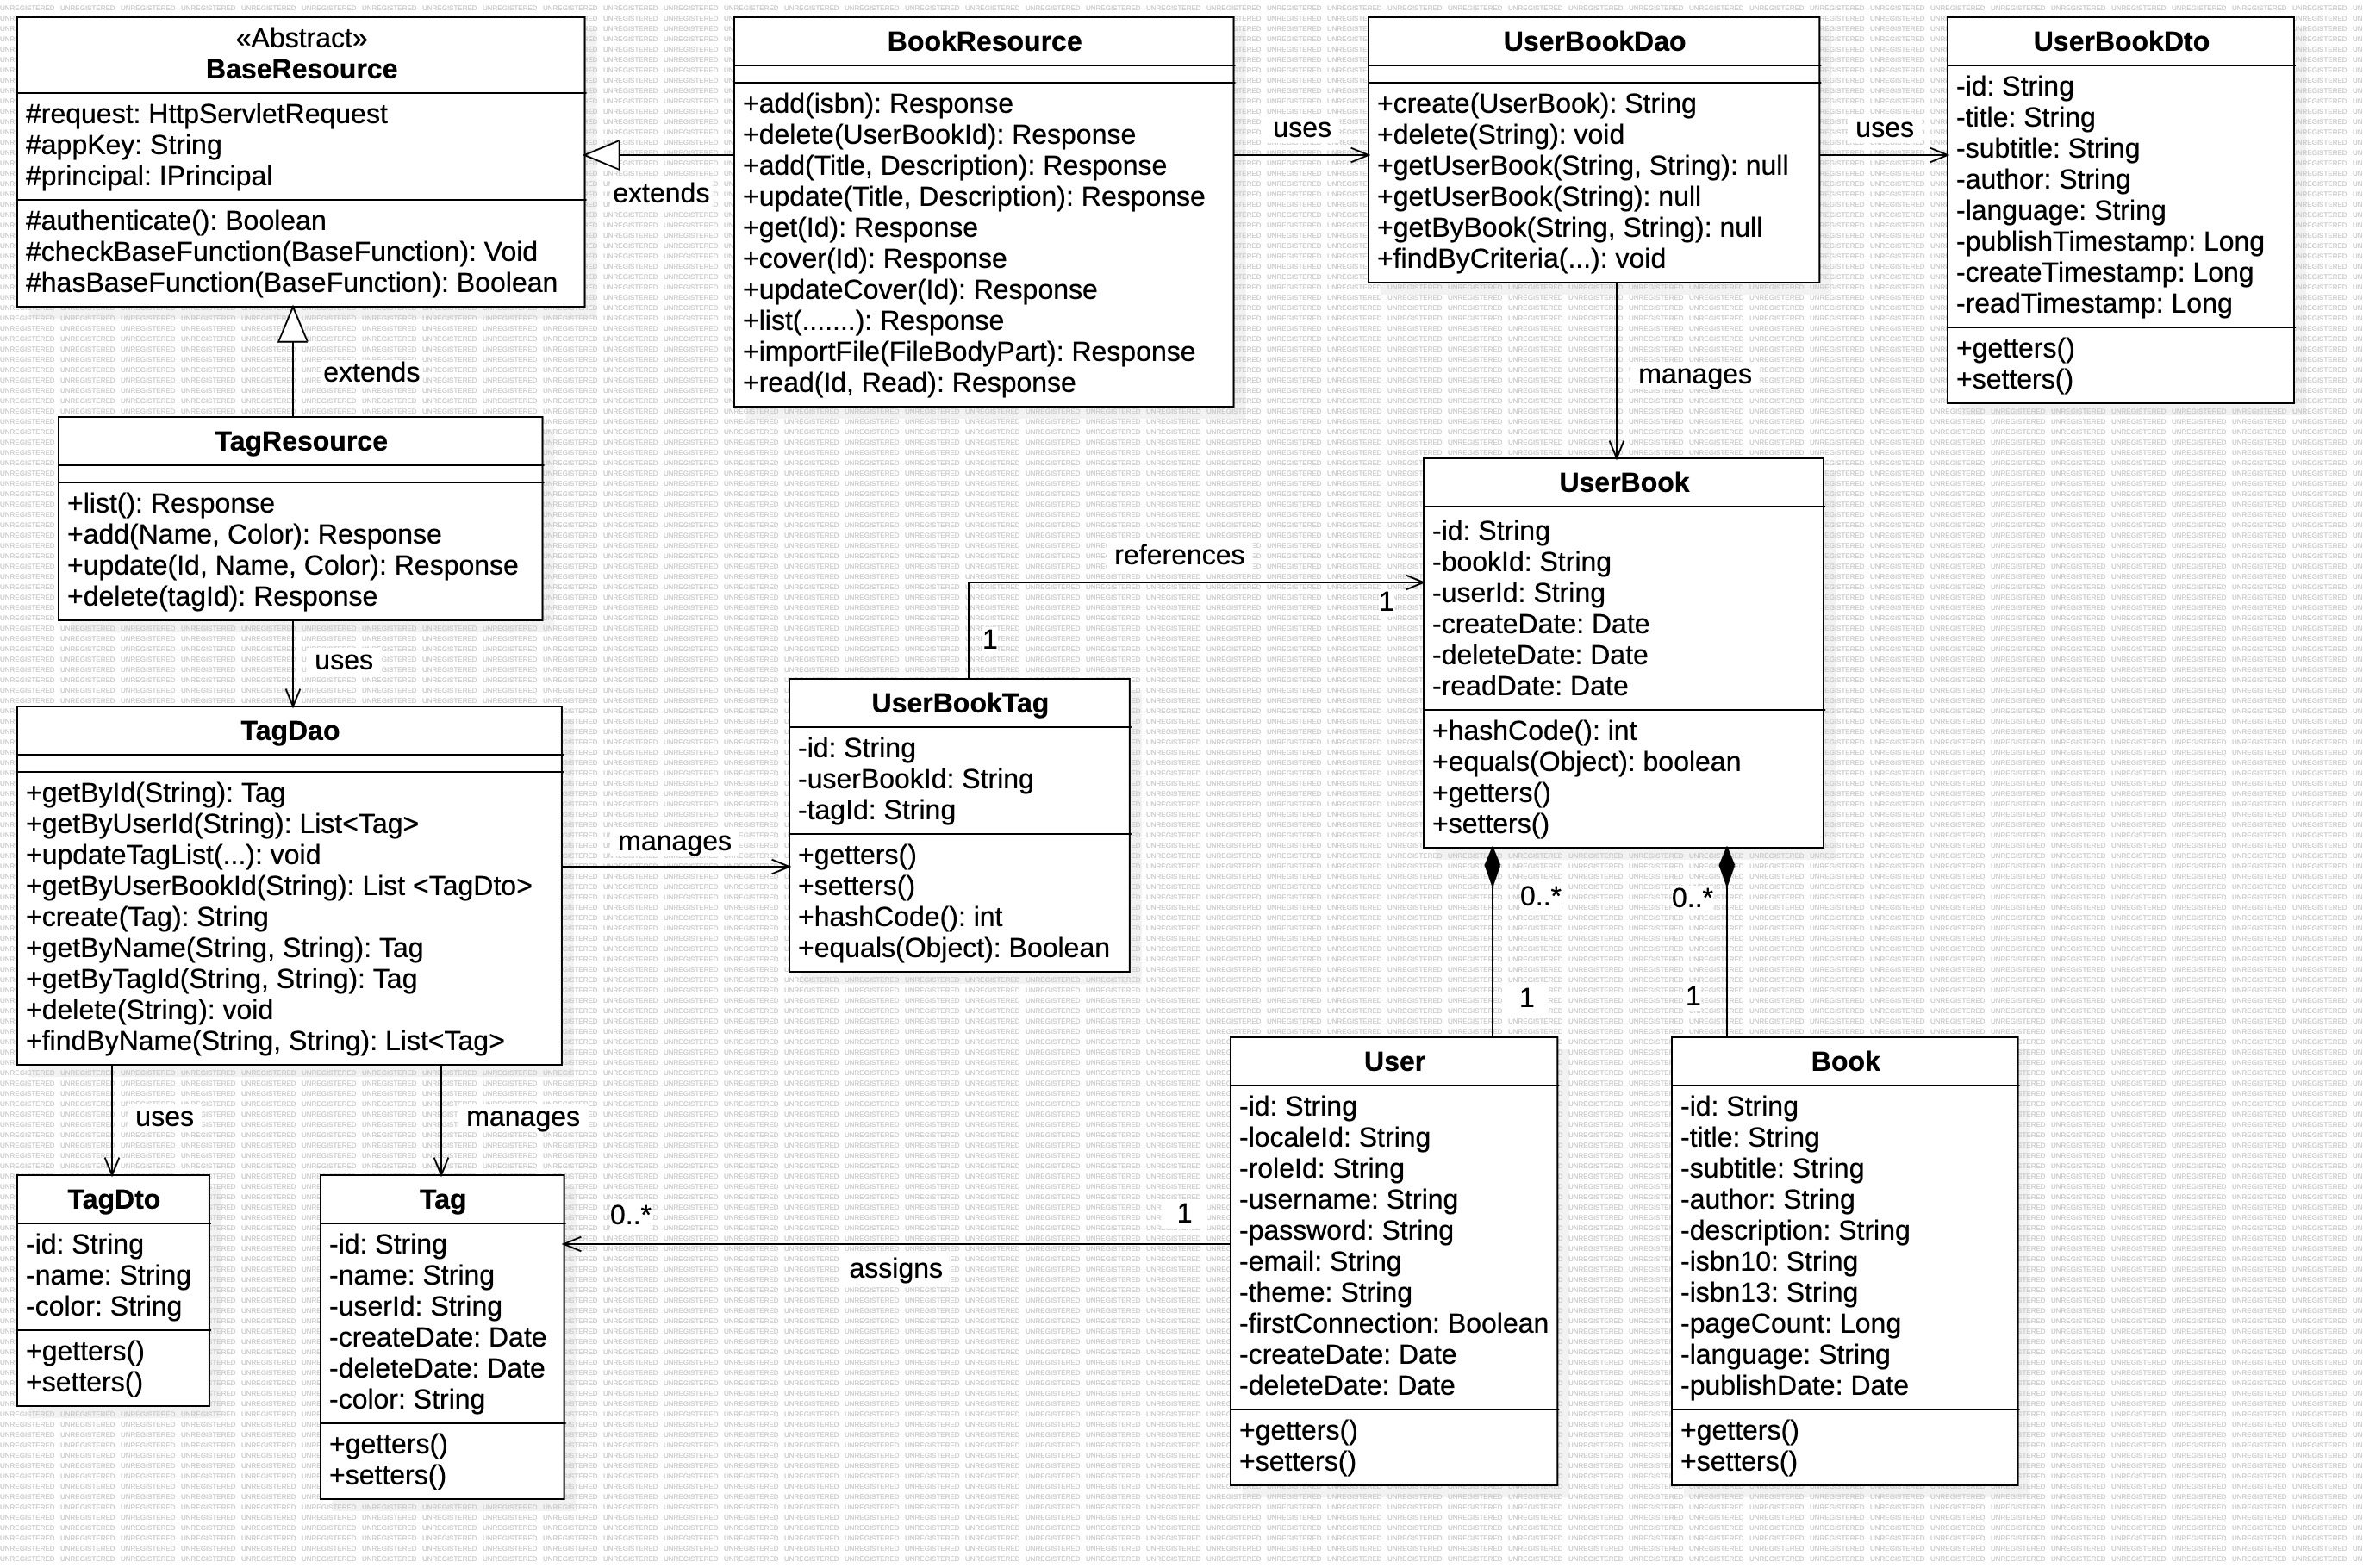 «Abstract»
BaseResource
#request: HttpServletRequest
#appKey: String
#principal: IPrincipal
#authenticate(): Boolean
#checkBaseFunction(BaseFunction): Void
#hasBaseFunction(BaseFunction): Boolean
extends
BookResource
+add(isbn): Response
+delete(UserBookId): Response
+add(Title, Description): Response
+update(Title, Description): Response
+get(Id): Response
+cover(Id): Response
+updateCover(Id): Response
+list(.......): Response
+importFile(FileBodyPart): Response
+read(Id, Read): Response
uses
UserBookDao
+create(UserBook): String
+delete(String): void
+getUserBook(String, String): null
+getUserBook(String): null
+getByBook(String, String): null
+findByCriteria(...): void
uses
UserBookDto
-id: String
-title: String
-subtitle: String
-author: String
-language: String
-publishTimestamp: Long
-createTimestamp: Long
-readTimestamp: Long
+getters()
+setters()
extends
manages
TagResource
+list(): Response
+add(Name, Color): Response
+update(Id, Name, Color): Response
+delete(tagId): Response
uses
UserBook
-id: String
-bookId: String
-userId: String
-createDate: Date
-deleteDate: Date
-readDate: Date
+hashCode(): int
+equals(Object): boolean
+getters()
+setters()
references
1
1
TagDao
+getById(String): Tag
+getByUserId(String): List<Tag>
+updateTagList(...): void
+getByUserBookId(String): List <TagDto>
+create(Tag): String
+getByName(String, String): Tag
+getByTagId(String, String): Tag
+delete(String): void
+findByName(String, String): List<Tag>
manages
UserBookTag
-id: String
-userBookId: String
-tagId: String
+getters()
+setters()
+hashCode(): int
+equals(Object): Boolean
0..*
0..*
1
1
uses
manages
TagDto
-id: String
-name: String
-color: String
+getters()
+setters()
Tag
-id: String
-name: String
-userId: String
-createDate: Date
-deleteDate: Date
-color: String
+getters()
+setters()
0..*
1
assigns
User
-id: String
-localeId: String
-roleId: String
-username: String
-password: String
-email: String
-theme: String
-firstConnection: Boolean
-createDate: Date
-deleteDate: Date
+getters()
+setters()
Book
-id: String
-title: String
-subtitle: String
-author: String
-description: String
-isbn10: String
-isbn13: String
-pageCount: Long
-language: String
-publishDate: Date
+getters()
+setters()
UNREGISTERED